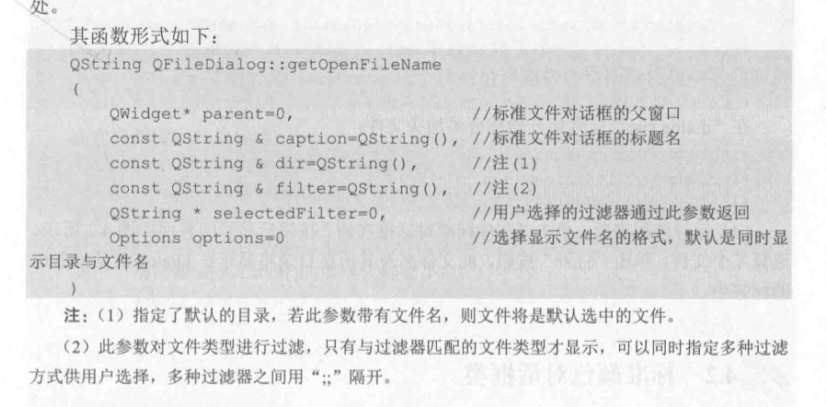 处。
其函数形式如下：
QString QFileDialog::getOpenFileName
(
QWidget* parent=0, //标准文件对话框的父窗口
const QString & caption=QString(), //标准文件对话框的标题名
const QString & dir=QString(), //注(1)
const QString & filter=QString(), //注(2)
QString * selectedFilter=0, //用户选择的过滤器通过此参数返回
Options options=0 //选择显示文件名的格式，默认是同时显
示目录与文件名
)
注：（1）指定了默认的目录，若此参数带有文件名，则文件将是默认选中的文件。
（2）此参数对文件类型进行过滤，只有与过滤器匹配的文件类型才显示，可以同时指定多种过滤
方式供用户选择，多种过滤器之间用“;;”隔开。